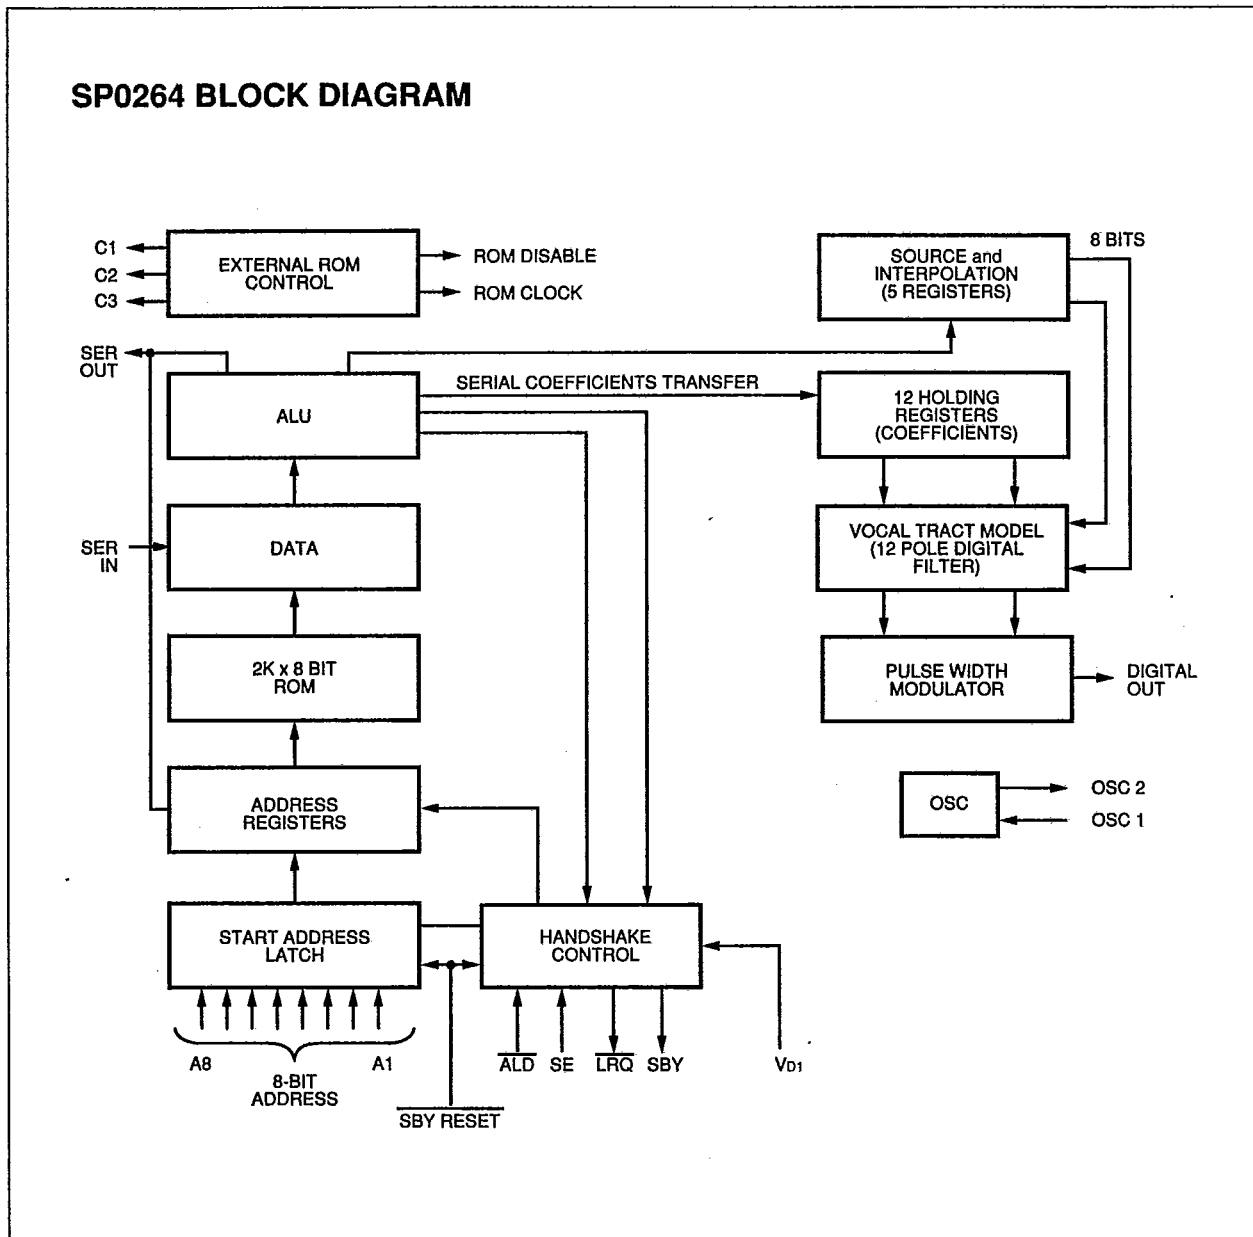 SP0264 BLOCK DIAGRAM
C1
C2
C3
EXTERNAL ROM
CONTROL
ROM DISABLE
ROM CLOCK
SOURCE and
INTERPOLATION
(5 REGISTERS)
8 BITS
SER
OUT
ALU
SERIAL COEFFICIENTS TRANSFER
12 HOLDING
REGISTERS
(COEFFICIENTS)
SER
IN
DATA
VOCAL TRACT MODEL
(12 POLE DIGITAL
FILTER)
2K x 8 BIT
ROM
PULSE WIDTH
MODULATOR
DIGITAL
OUT
ADDRESS
REGISTERS
OSC
OSC 2
OSC 1
START ADDRESS
LATCH
HANDSHAKE
CONTROL
A8
A1
8-BIT
ADDRESS
ALD
SE
LRQ
SBY
VD1
SBY RESET